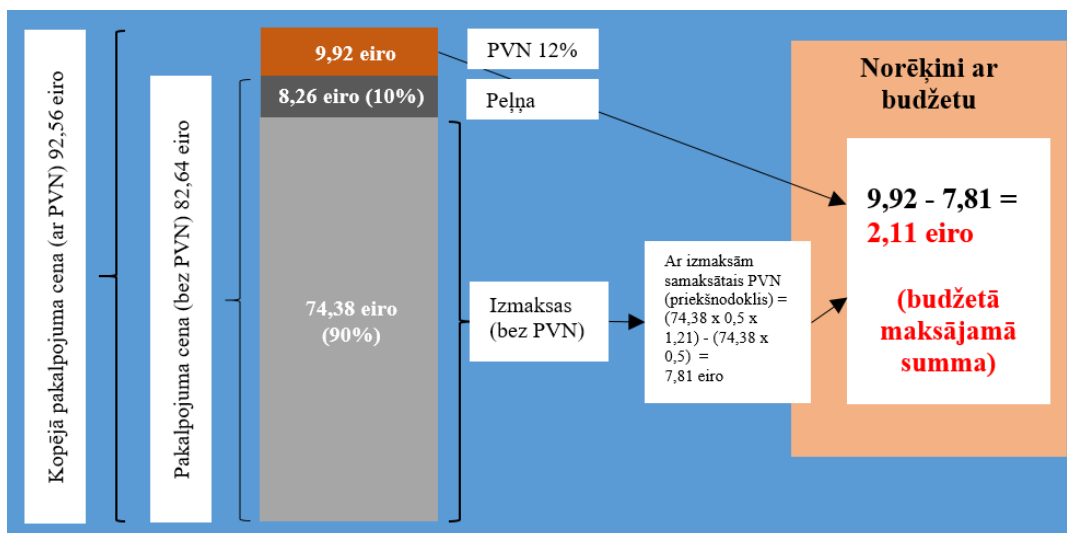 Kopējā pakalpojuma cena (ar PVN) 92,56 eiro
Pakalpojuma cena (bez PVN) 82,64 eiro
9,92 eiro
8,26 eiro (10%)
74,38 eiro
(90%)
PVN 12%
Peļņa
Izmaksas
(bez PVN)
Ar izmaksām
samaksātais PVN
(priekšnodoklis) =
(74,38 x 0,5 x
1,21) - (74,38 x
0,5)  =
7,81 eiro
Norēķini ar
budžetu
9,92 - 7,81 =
2,11 eiro
(budžetā
maksājamā
summa)